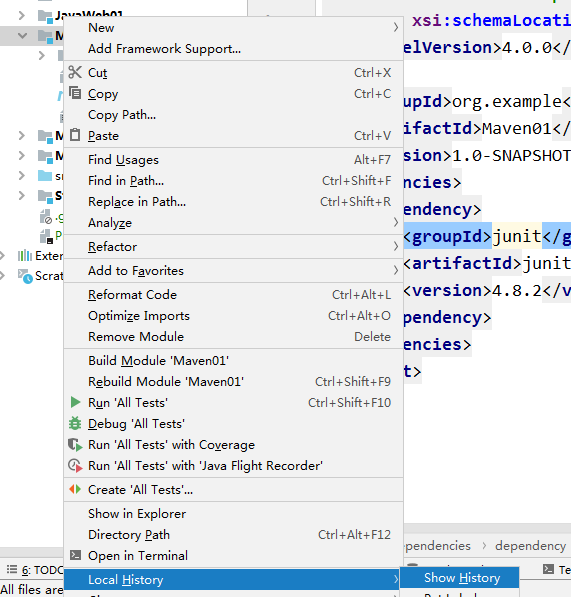 JavaWeb01
New
Add Framework Support...
Cut Ctrl+X
Copy Ctrl+C
Copy Path...
Paste Ctrl+V
Find Usages Alt+F7
Find in Path... Ctrl+Shift+F
Replace in Path... Ctrl+Shift+R
Analyze
Refactor
Add to Favorites
Reformat Code Ctrl+Alt+L
Optimize Imports Ctrl+Alt+O
Remove Module Delete
Build Module 'Maven01'
Rebuild Module 'Maven01' Ctrl+Shift+F9
Run 'All Tests' Ctrl+Shift+F10
Debug 'All Tests'
Run 'All Tests' with Coverage
Run 'All Tests' with 'Java Flight Recorder'
Create 'All Tests'...
Show in Explorer
Directory Path Ctrl+Alt+F12
Open in Terminal
Local History
Show History
xsi:schemaLocati
elVersion>4.0.0</
upId>org.example<
ifactId>Maven01</
sion>1.0-SNAPSHOT
ncies>
endency>
<groupId>junit</g
<artifactId>junit
<version>4.8.2</v
pendency>
encies>
t>
ependencies > dependency
M
M
M
sr
Sy
.g
P
Exter
Scrat
6: TODO
Te
All files are